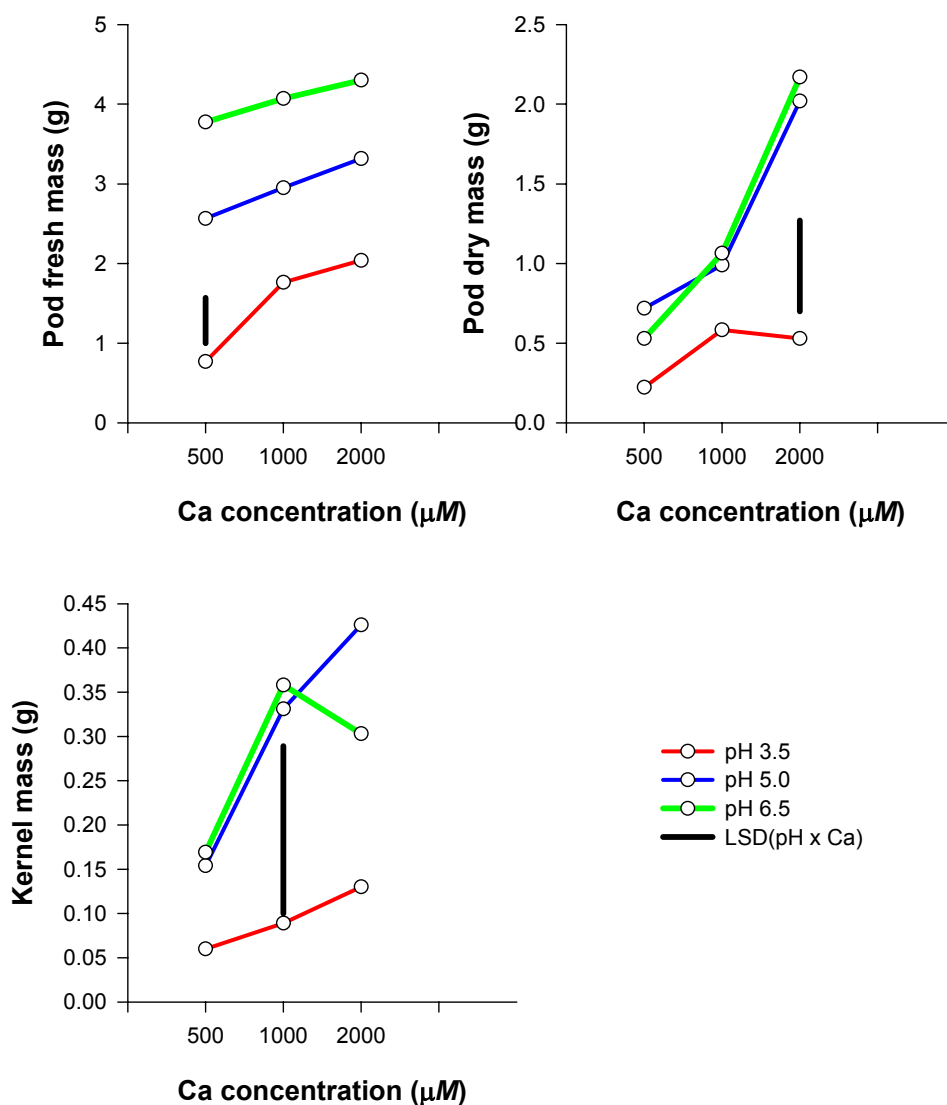 Pod fresh mass (g)
5
4
3
2
1
0
500 1000 2000
Ca concentration (μM)
Pod dry mass (g)
2.5
2.0
1.5
1.0
0.5
0.0
500 1000 2000
Ca concentration (μM)
Kernel mass (g)
0.45
0.40
0.35
0.30
0.25
0.20
0.15
0.10
0.05
0.00
500 1000 2000
Ca concentration (μM)
pH 3.5
pH 5.0
pH 6.5
LSD(pH x Ca)